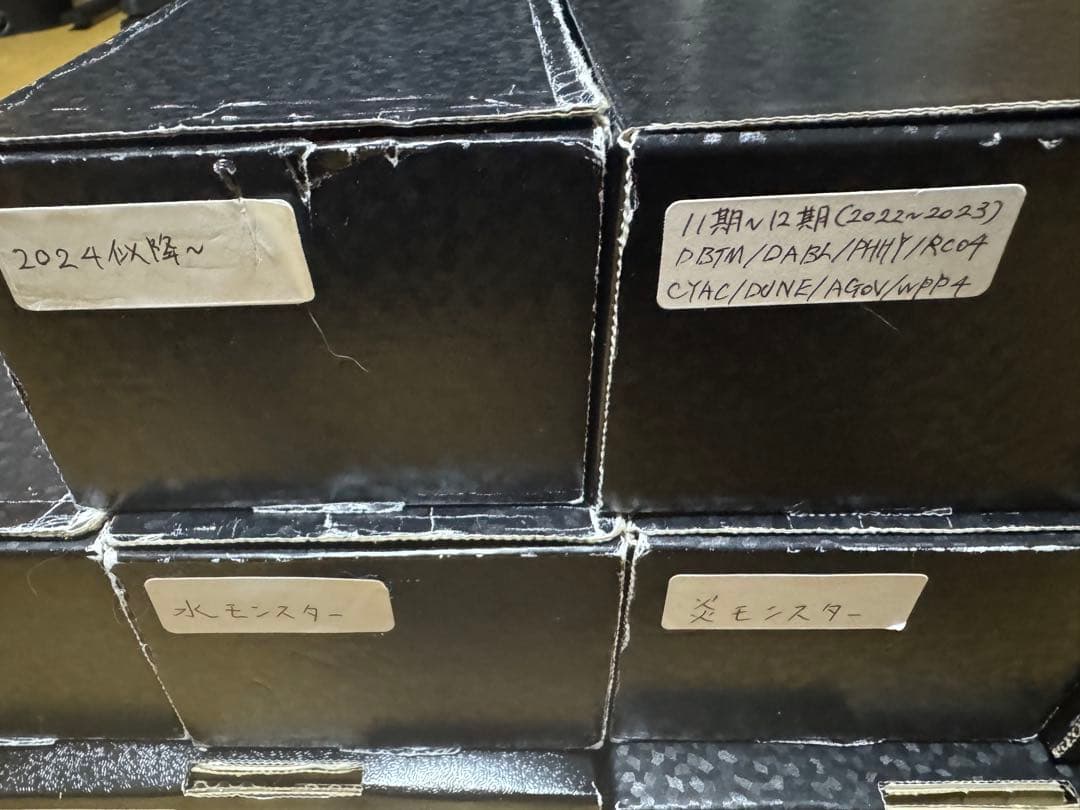 2024似降~
11期~12期(2022~2023)
DBTM/DABL/PHHY/RC04
CYAC/DUNE/AGOV/WPP4
水モンスター
炎モンスター